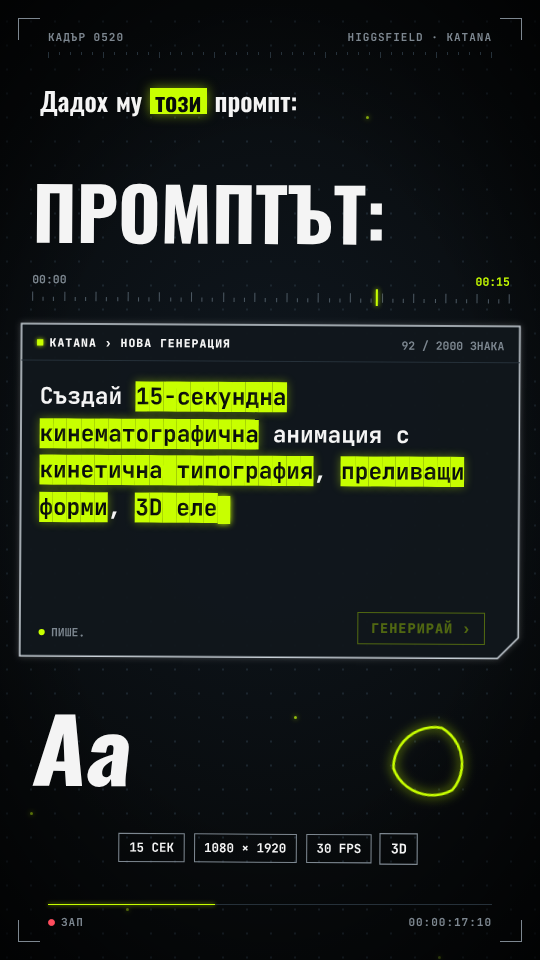 КАДЪР 0520
HIGGSFIELD · KATANA
Дадох му този промпт:
ПРОМПТЪТ:
00:00
00:15
KATANA › НОВА ГЕНЕРАЦИЯ
92 / 2000 ЗНАКА
Създай 15-секундна
кинематографична анимация с
кинетична типография, преливащи
форми, 3D еле
ПИШЕ.
ГЕНЕРИРАЙ ›
Aa
15 СЕК
1080 × 1920
30 FPS
3D
ЗАП
00:00:17:10